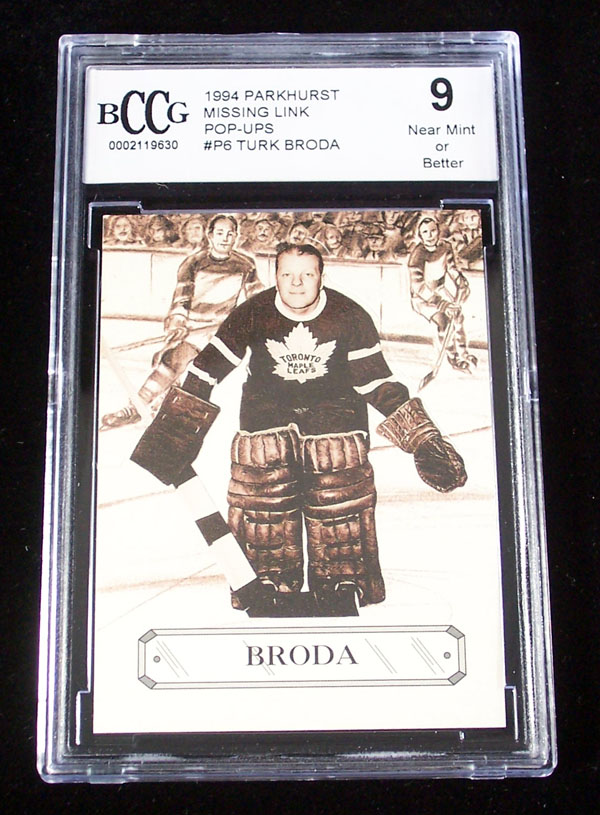 BCCG
0002119630
1994 PARKHURST
MISSING LINK
POP-UPS
#P6 TURK BRODA
9
Near Mint
or
Better
TORONTO
MAPLE
LEAFS
BRODA